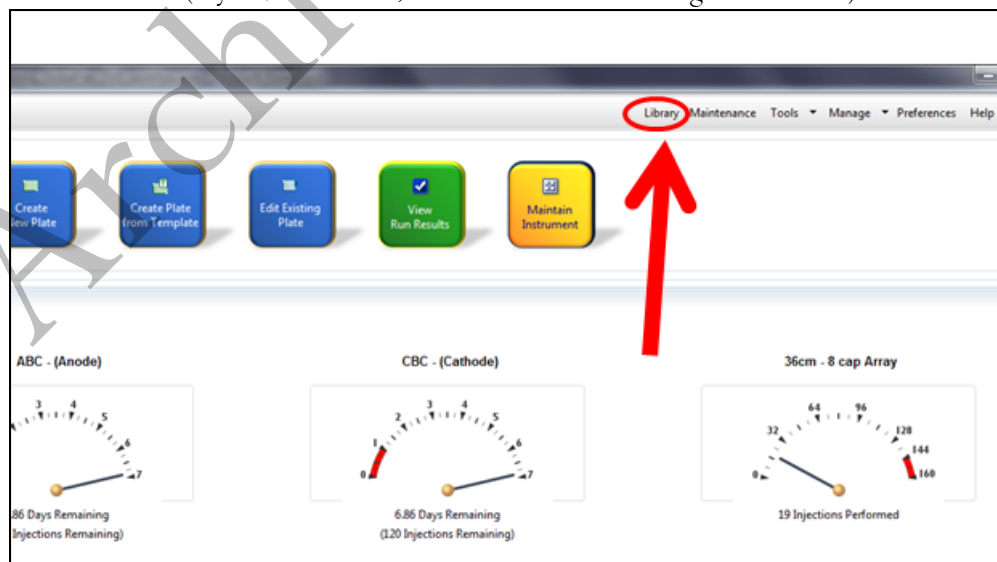 Archi
Library Maintenance Tools Manage Preferences Help
Create
New Plate
Create Plate
from Template
Edit Existing
Plate
View
Run Results
Maintain
Instrument
ABC - (Anode)
3 4 5 6 7
.86 Days Remaining
Injections Remaining)
CBC - (Cathode)
0 1 2 3 4 5 6 7
6.86 Days Remaining
(120 Injections Remaining)
36cm - 8 cap Array
0 32 64 96 128 144 160
19 Injections Performed